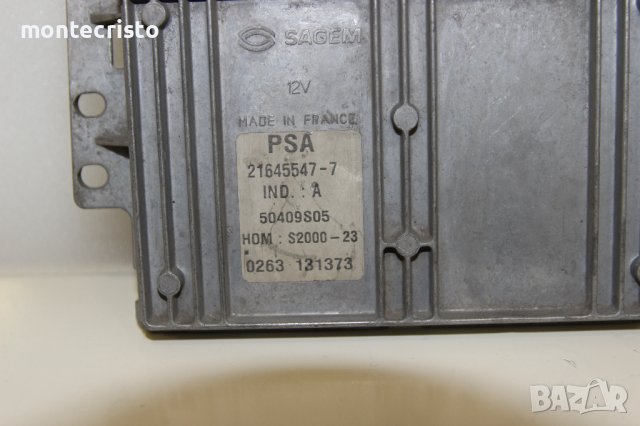 montecristo
SAGEM
12V
MADE IN FRANCE
PSA
21645547-7
IND. : A
50409S05
HOM : S2000-23
0263 131373
BAZAR